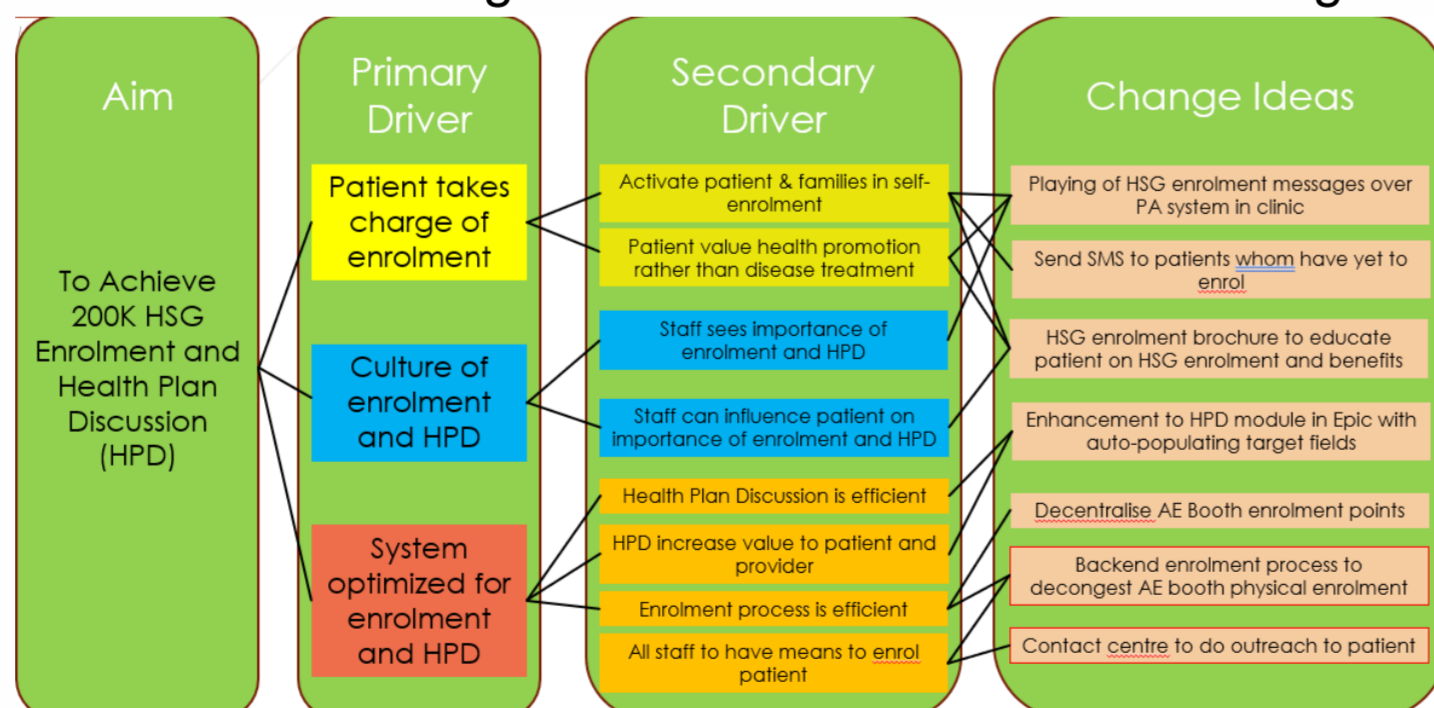 Aim
To Achieve
200K HSG
Enrolment and
Health Plan
Discussion
(HPD)
Primary
Driver
Patient takes
charge of
enrolment
Culture of
enrolment
and HPD
System
optimized for
enrolment
and HPD
Secondary
Driver
Activate patient & families in self-
enrolment
Patient value health promotion
rather than disease treatment
Staff sees importance of
enrolment and HPD
Staff can influence patient on
importance of enrolment and HPD
Health Plan Discussion is efficient
HPD increase value to patient and
provider
Enrolment process is efficient
All staff to have means to enrol
patient
Change Ideas
Playing of HSG enrolment messages over
PA system in clinic
Send SMS to patients whom have yet to
enrol
HSG enrolment brochure to educate
patient on HSG enrolment and benefits
Enhancement to HPD module in Epic with
auto-populating target fields
Decentralise AE Booth enrolment points
Backend enrolment process to
decongest AE booth physical enrolment
Contact centre to do outreach to patient